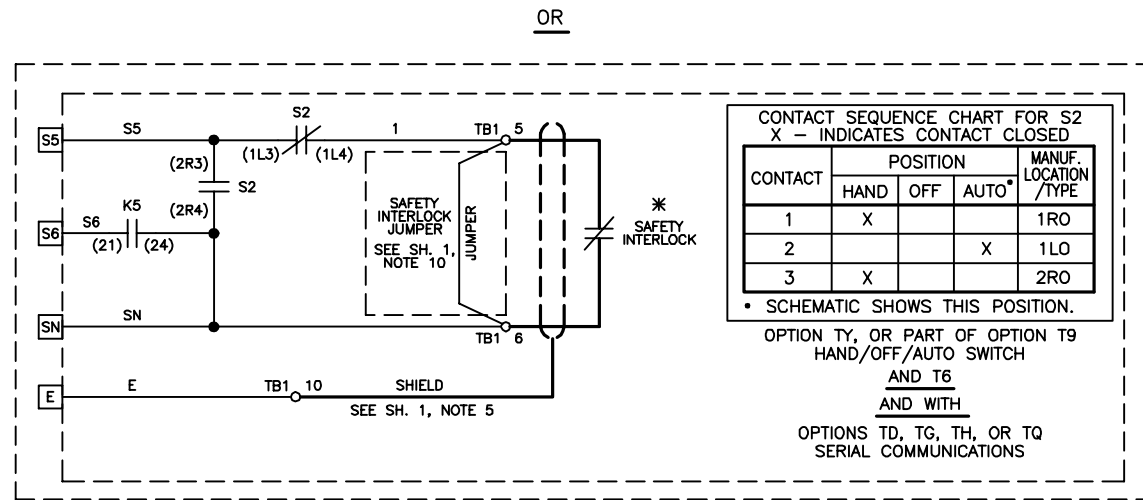 OR
S5
S5
S2
(1L3)
(1L4)
1
TB1
5
(2R3)
S2
(2R4)
S6
S6
K5
(21)
(24)
SAFETY
INTERLOCK
JUMPER
SEE SH. 1,
NOTE 10
JUMPER
*
SAFETY
INTERLOCK
SN
SN
TB1
6
E
E
TB1
10
SHIELD
SEE SH. 1, NOTE 5
CONTACT SEQUENCE CHART FOR S2
X – INDICATES CONTACT CLOSED
CONTACT
POSITION
MANUF.
LOCATION
/TYPE
HAND
OFF
AUTO•
1 X 1RO
2 X 1LO
3 X 2RO
• SCHEMATIC SHOWS THIS POSITION.
OPTION TY, OR PART OF OPTION T9
HAND/OFF/AUTO SWITCH
AND T6
AND WITH
OPTIONS TD, TG, TH, OR TQ
SERIAL COMMUNICATIONS